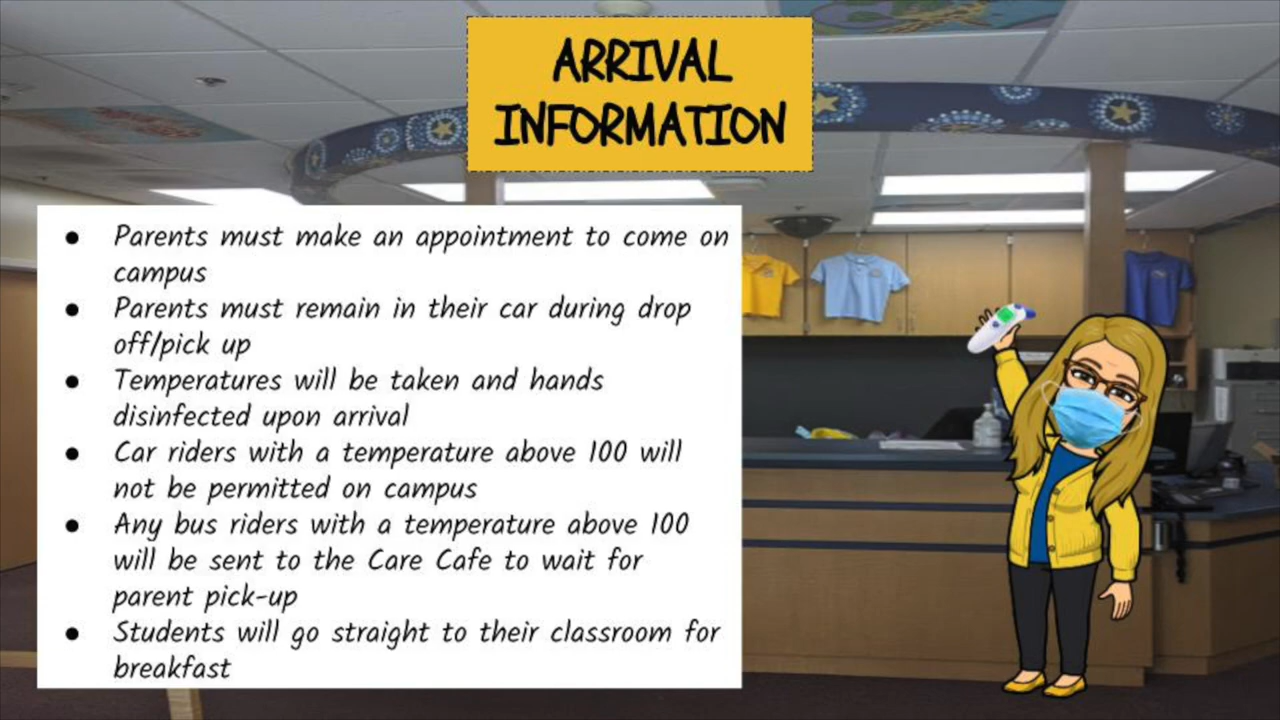 ARRIVAL
INFORMATION
● Parents must make an appointment to come on
campus
● Parents must remain in their car during drop
off/pick up
● Temperatures will be taken and hands
disinfected upon arrival
● Car riders with a temperature above 100 will
not be permitted on campus
● Any bus riders with a temperature above 100
will be sent to the Care Cafe to wait for
parent pick-up
● Students will go straight to their classroom for
breakfast